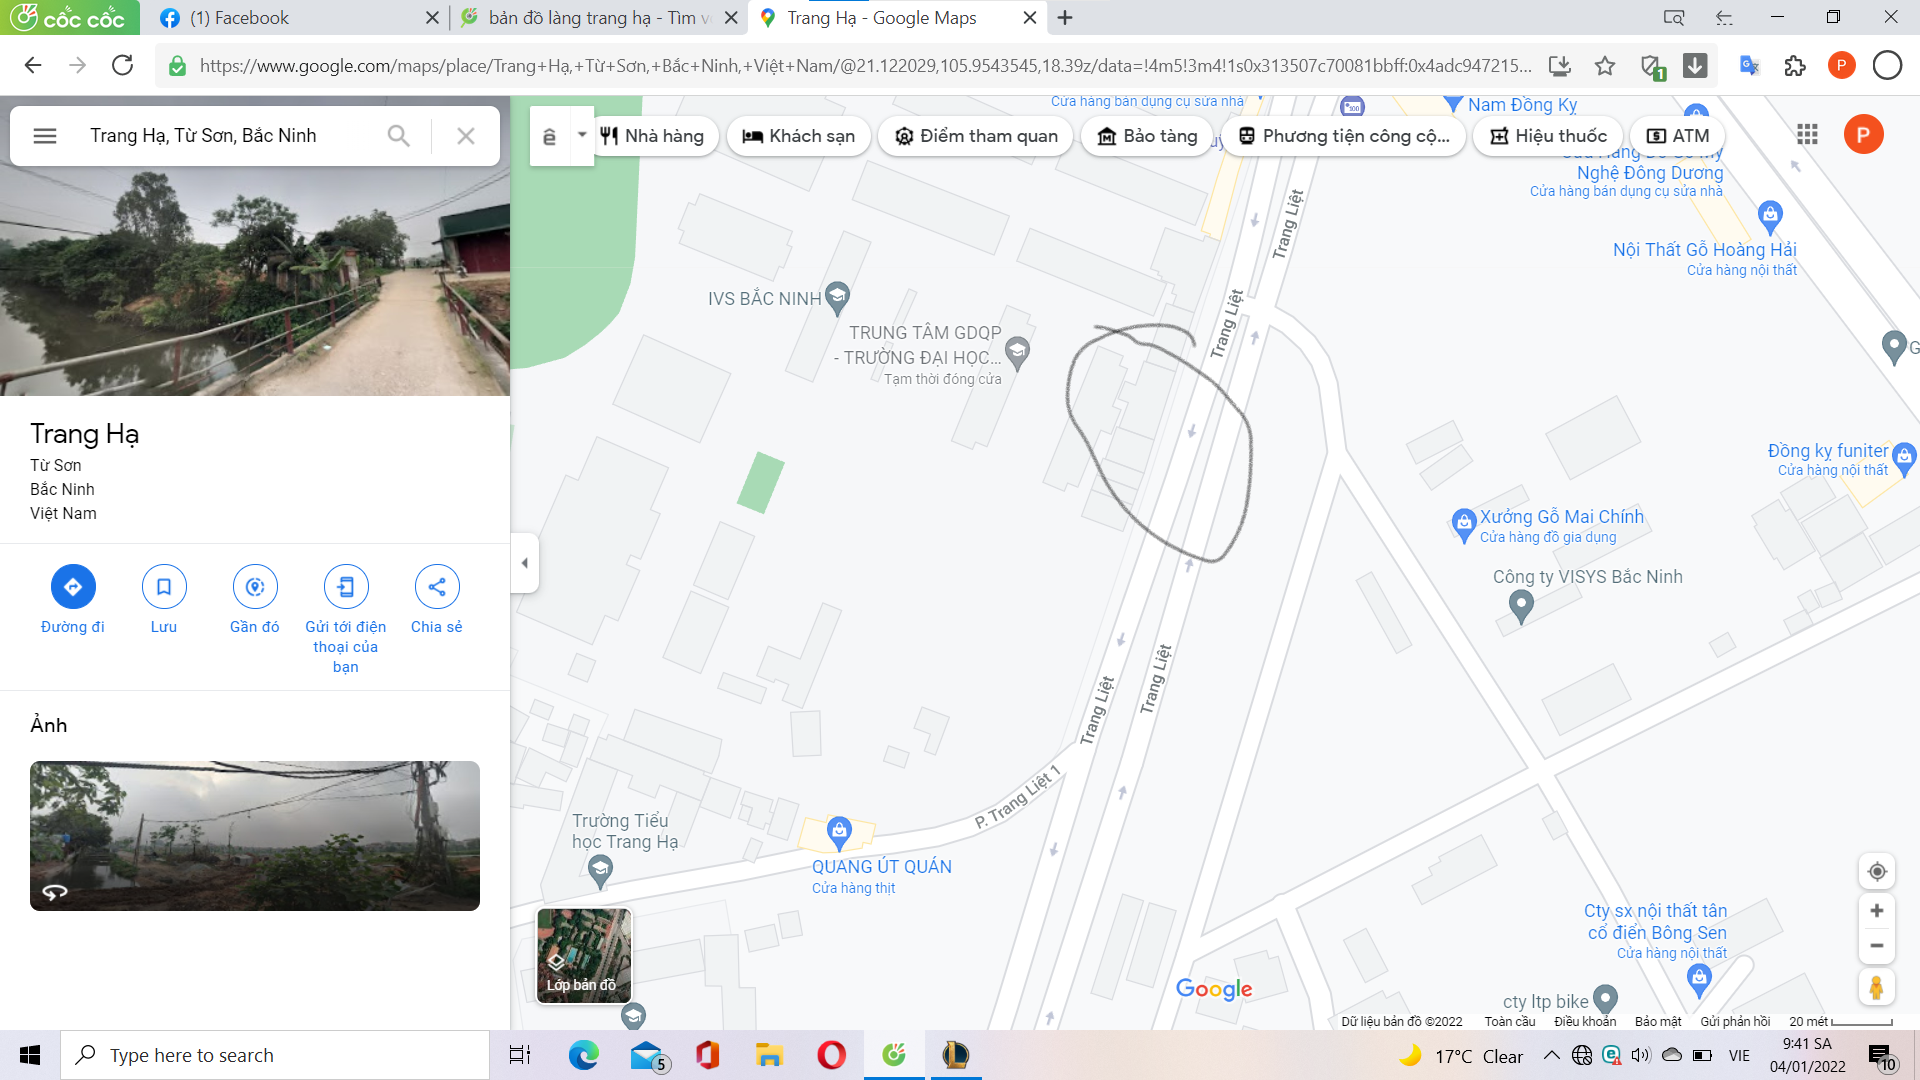 cốc cốc
(1) Facebook
bản đồ làng trang hạ - Tìm v
Trang Hạ - Google Maps
https://www.google.com/maps/place/Trang+Hạ,+Từ+Sơn,+Bắc+Ninh,+Việt+Nam/@21.122029,105.9543545,18.39z/data=!4m5!3m4!1s0x313507c70081bbff:0x4adc947215...
1
P
Trang Hạ, Từ Sơn, Bắc Ninh
ê
Nhà hàng
Khách sạn
Điểm tham quan
Bảo tàng
Phương tiện công cộ...
Hiệu thuốc
ATM
P
Cửa hàng bán dụng cụ sửa nhà
Nam Đồng Kỵ
Nghệ Đông Dương
Cửa hàng bán dụng cụ sửa nhà
Nội Thất Gỗ Hoàng Hải
Cửa hàng nội thất
Trang Liệt
Trang Liệt
IVS BẮC NINH
TRUNG TÂM GDQP
- TRƯỜNG ĐẠI HỌC...
Tạm thời đóng cửa
G
Đồng kỵ funiter
Cửa hàng nội thất
Xưởng Gỗ Mai Chính
Cửa hàng đồ gia dụng
Công ty VISYS Bắc Ninh
Trang Liệt
Trang Liệt
P. Trang Liệt 1
Trường Tiểu
học Trang Hạ
QUANG ÚT QUÁN
Cửa hàng thịt
Cty sx nội thất tân
cổ điển Bông Sen
Cửa hàng nội thất
cty ltp bike
Lớp bản đồ
Google
Dữ liệu bản đồ ©2022
Toàn cầu
Điều khoản
Bảo mật
Gửi phản hồi
20 mét
Trang Hạ
Từ Sơn
Bắc Ninh
Việt Nam
Đường đi
Lưu
Gần đó
Gửi tới điện
thoại của
bạn
Chia sẻ
Ảnh
Type here to search
5
17°C Clear
VIE
9:41 SA
04/01/2022
10